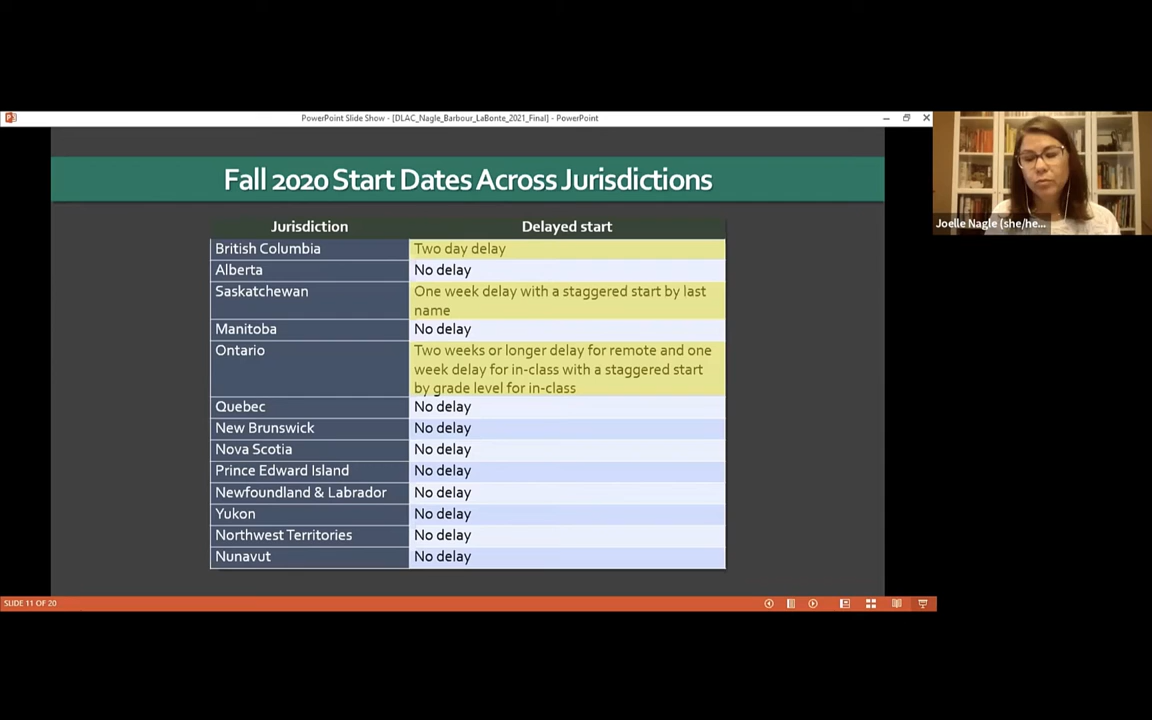 PowerPoint Slide Show - [DLAC_Nagle_Barbour_LaBonte_2021_Final] - PowerPoint
Fall 2020 Start Dates Across Jurisdictions
Jurisdiction Delayed start
British Columbia Two day delay
Alberta No delay
Saskatchewan One week delay with a staggered start by last
name
Manitoba No delay
Ontario Two weeks or longer delay for remote and one
week delay for in-class with a staggered start
by grade level for in-class
Quebec No delay
New Brunswick No delay
Nova Scotia No delay
Prince Edward Island No delay
Newfoundland & Labrador No delay
Yukon No delay
Northwest Territories No delay
Nunavut No delay
SLIDE 11 OF 20
Joelle Nagle (she/he...